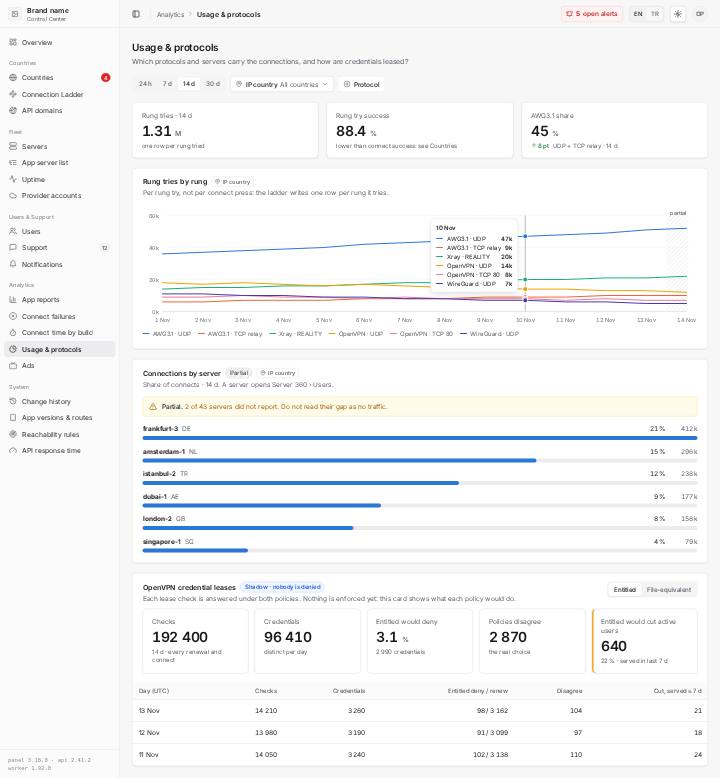 Brand name
Control Center
Overview
Countries
Countries 4
Connection Ladder
API domains
Fleet
Servers
App server list
Uptime
Provider accounts
Users & Support
Users
Support 12
Notifications
Analytics
App reports
Connect failures
Connect time by build
Usage & protocols
Ads
System
Change history
App versions & routes
Reachability rules
API response time
panel 3.18.0 · api 2.41.2
worker 1.92.0
Analytics > Usage & protocols
5 open alerts
EN TR
OP
Usage & protocols
Which protocols and servers carry the connections, and how are credential leased?
24 h 7 d 14 d 30 d
IP country All countries
Protocol
Rung tries · 14 d
1.31 M
one row per rung tried
Rung try success
88.4 %
lower than connect success: see Countries
AWG3.1 share
45 %
↑ 8 pt UDP + TCP relay · 14 d
Rung tries by rung IP country
Per rung try, not per connect press: the ladder writes one row per rung it tries.
60k
40k
20k
0k
partial
10 Nov
AWG3.1 · UDP 47k
AWG3.1 · TCP relay 9k
Xray · REALITY 20k
OpenVPN · UDP 14k
OpenVPN · TCP 80 8k
WireGuard · UDP 7k
1 Nov 2 Nov 3 Nov 4 Nov 5 Nov 6 Nov 7 Nov 8 Nov 9 Nov 10 Nov 11 Nov 12 Nov 13 Nov 14 Nov
AWG3.1 · UDP AWG3.1 · TCP relay Xray · REALITY OpenVPN · UDP OpenVPN · TCP 80 WireGuard · UDP
Connections by server Partial IP country
Share of connects · 14 d. A server opens Server 360 › Users.
Partial. 2 of 43 servers did not report. Do not read their gap as no traffic.
frankfurt-3 DE 21 % 412k
amsterdam-1 NL 15 % 296k
istanbul-2 TR 12 % 238k
dubai-1 AE 9 % 177k
london-2 GB 8 % 158k
singapore-1 SG 4 % 79k
OpenVPN credential leases Shadow · nobody is denied
Entitled File-equivalent
Each lease check is answered under both policies. Nothing is enforced yet: this card shows what each policy would do.
Checks
192 400
14 d · every renewal and
connect
Credentials
96 410
distinct per day
Entitled would deny
3.1 %
2 990 credentials
Policies disagree
2 870
the real choice
Entitled would cut active
users
640
22 % · served in last 7 d
Day (UTC) Checks Credentials Entitled deny / renew Disagree Cut, served ≤ 7 d
13 Nov 14 210 3 260 98 / 3 162 104 21
12 Nov 13 980 3 190 91 / 3 099 97 18
11 Nov 14 050 3 240 102 / 3 138 110 24